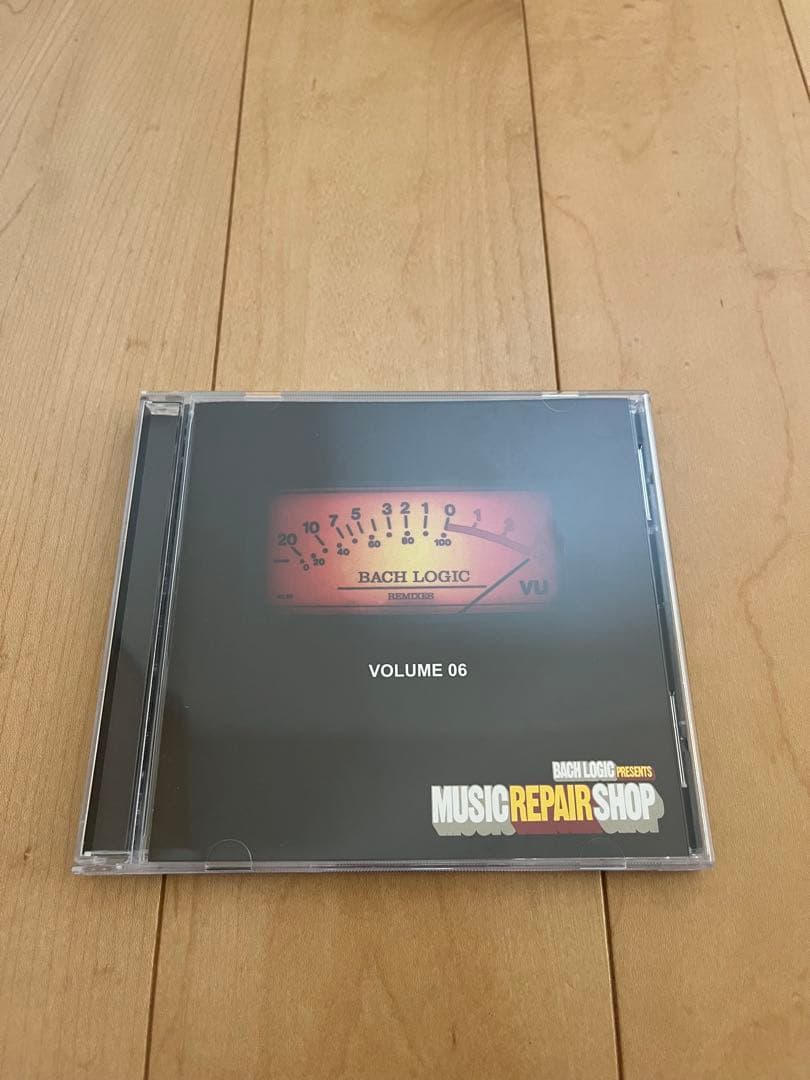 20 10 7 5 3 2 1 0 1 2
0 20 40 60 80 100
BACH LOGIC
REMIXES
VU
VOLUME 06
BACH LOGIC PRESENTS
MUSIC REPAIR SHOP